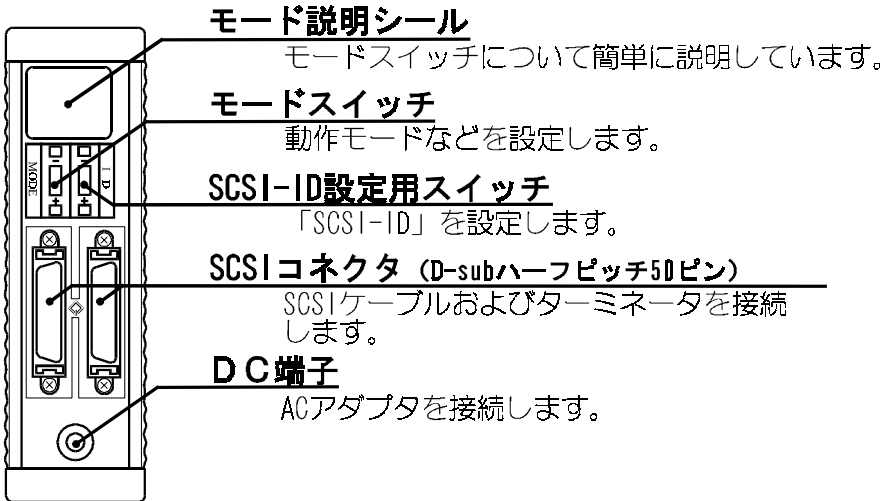 モード説明シール
モードスイッチについて簡単に説明しています。
モードスイッチ
動作モードなどを設定します。
SCSI-ID設定用スイッチ
「SCSI-ID」を設定します。
SCSIコネクタ（D-subハーフピッチ50ピン）
SCSIケーブルおよびターミネータを接続
します。
ＤＣ端子
ACアダプタを接続します。
MODE
ID